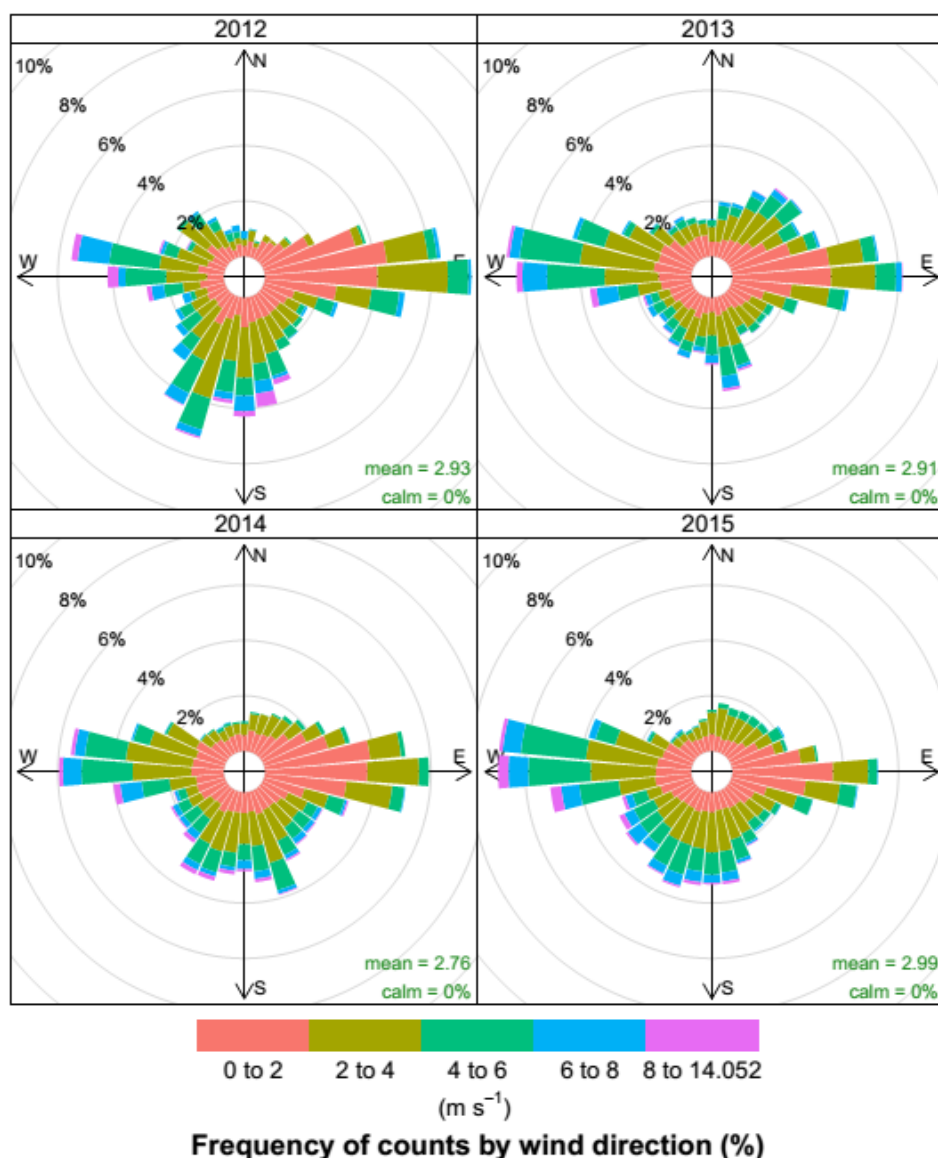 2012
2013
10%
8%
6%
4%
2%
N
W
E
S
mean = 2.93
calm = 0%
10%
8%
6%
4%
2%
N
W
E
S
mean = 2.91
calm = 0%
2014
2015
10%
8%
6%
4%
2%
N
W
E
S
mean = 2.76
calm = 0%
10%
8%
6%
4%
2%
N
W
E
S
mean = 2.99
calm = 0%
0 to 2
2 to 4
4 to 6
6 to 8
8 to 14.052
(m s⁻¹)
Frequency of counts by wind direction (%)